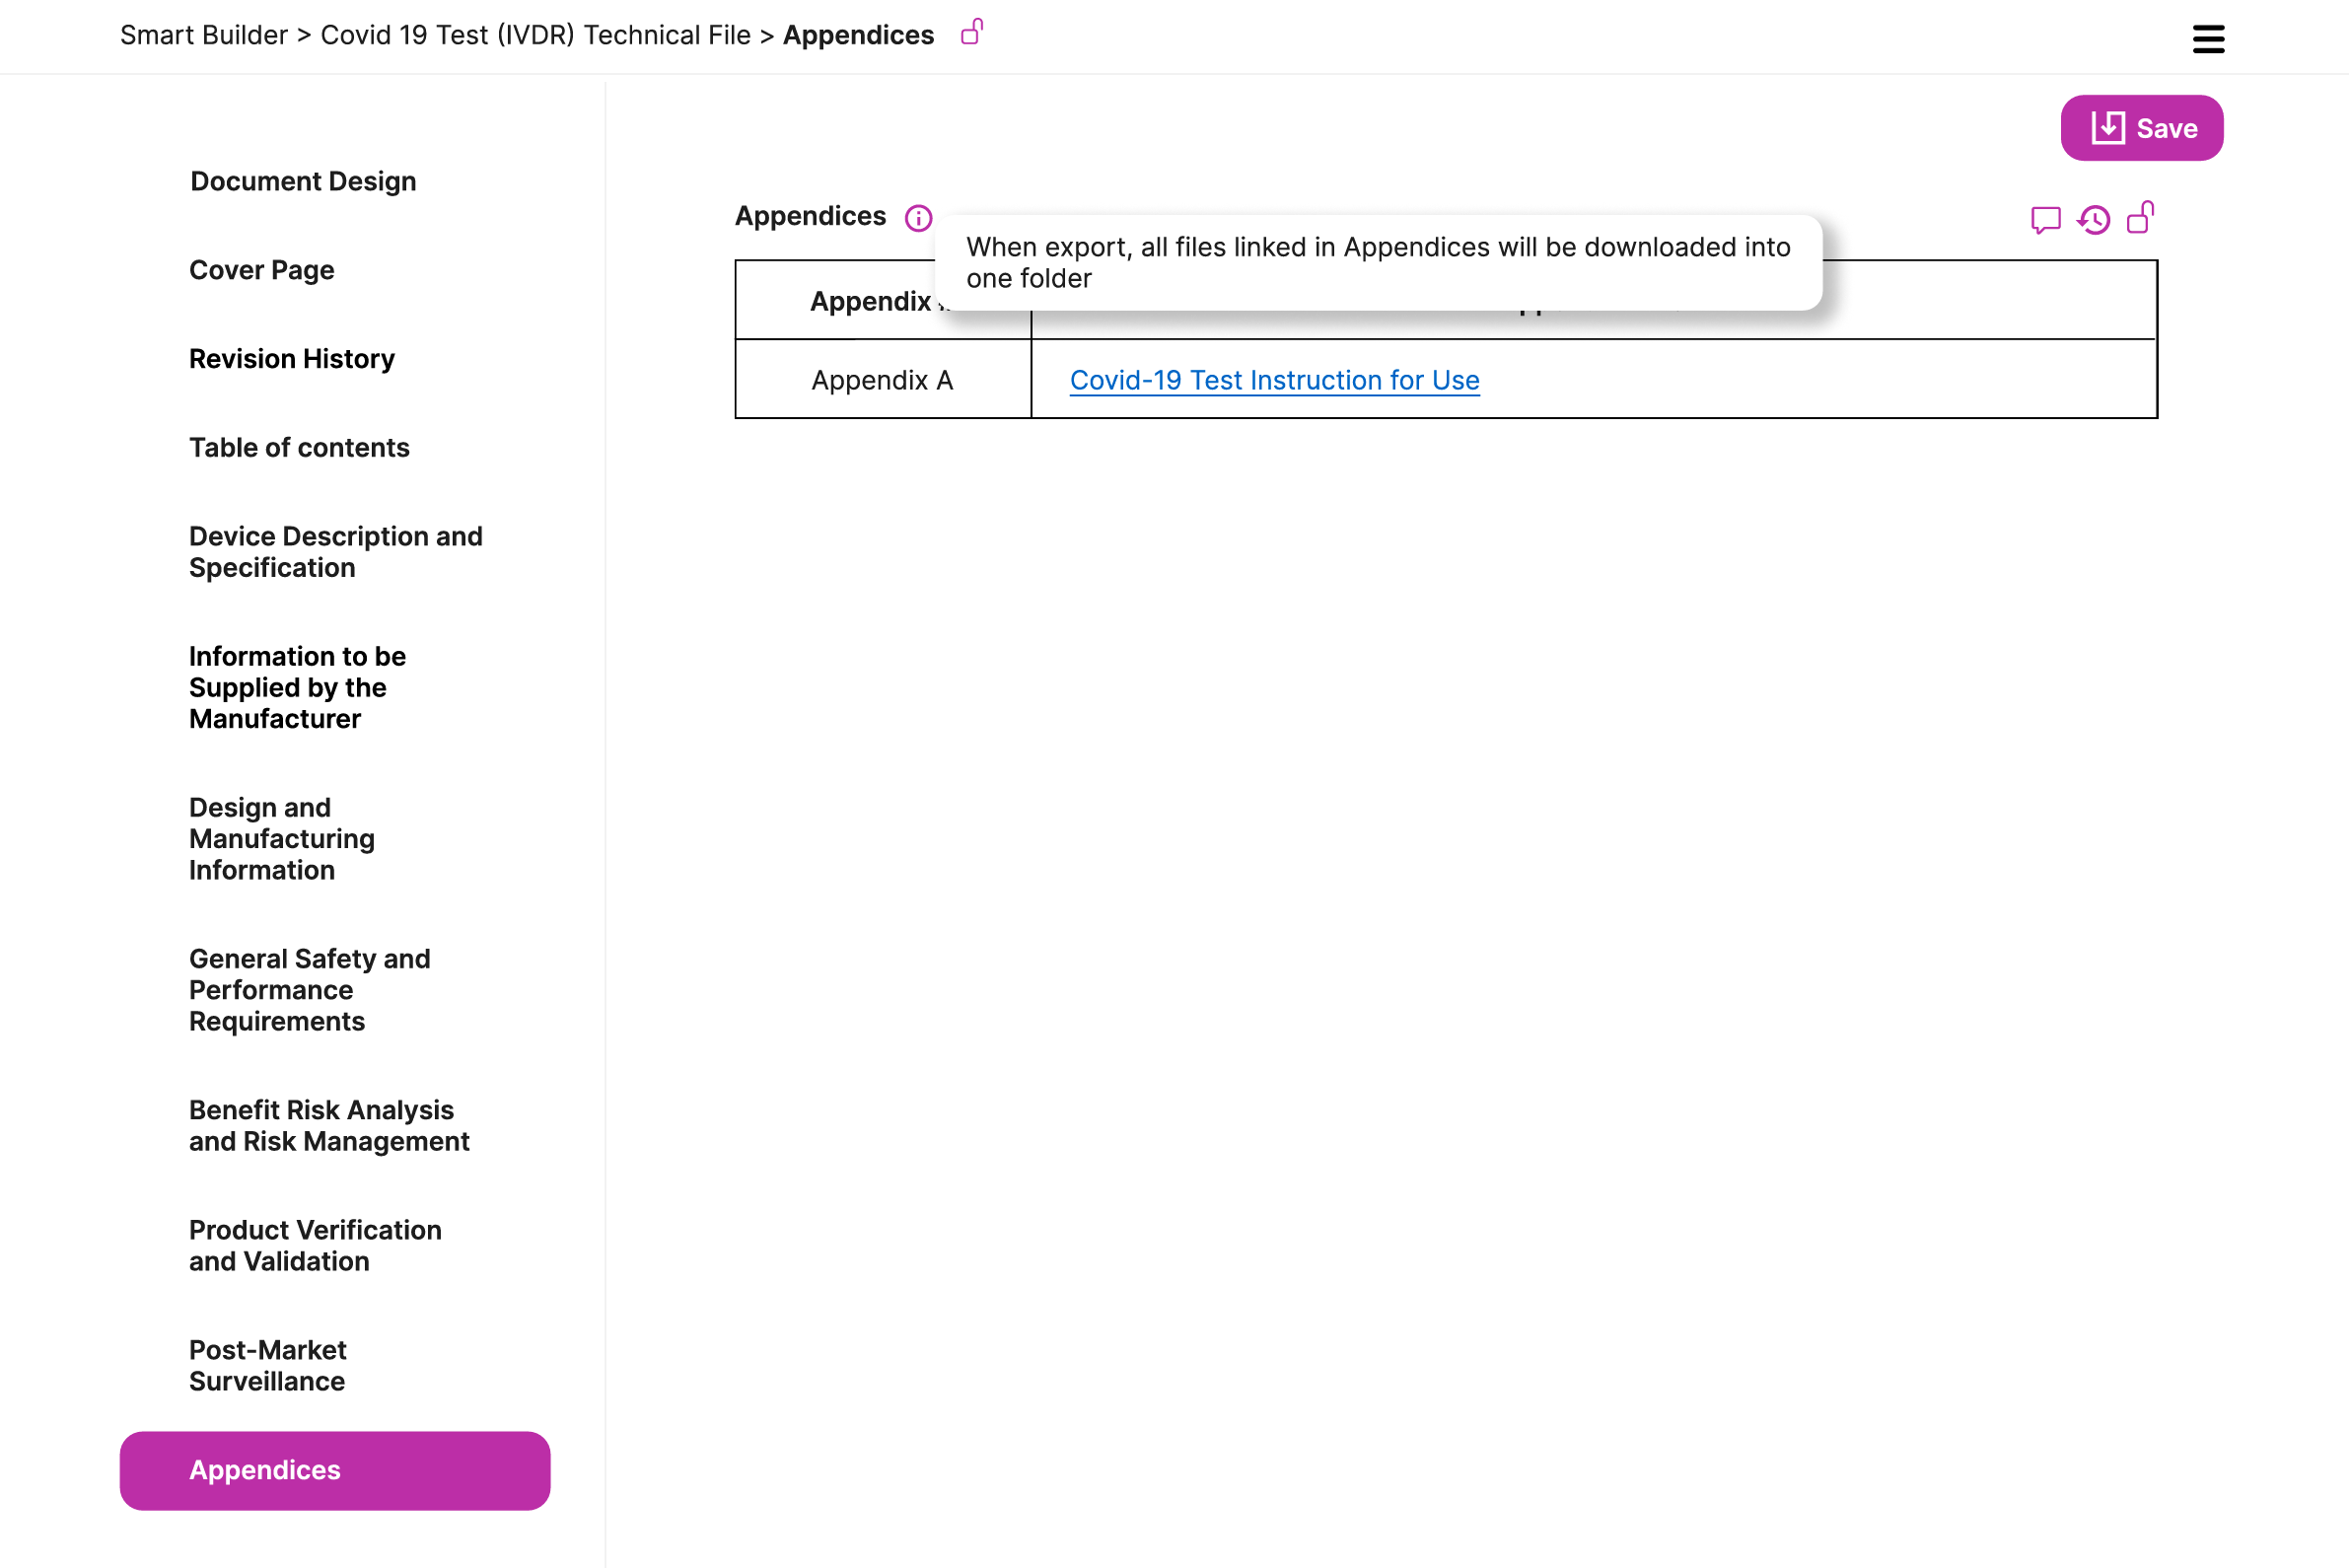 Smart Builder > Covid 19 Test (IVDR) Technical File > Appendices
Save
Document Design
Cover Page
Revision History
Table of contents
Device Description and
Specification
Information to be
Supplied by the
Manufacturer
Design and
Manufacturing
Information
General Safety and
Performance
Requirements
Benefit Risk Analysis
and Risk Management
Product Verification
and Validation
Post-Market
Surveillance
Appendices
Appendices
When export, all files linked in Appendices will be downloaded into
one folder
Appendix
Appendix A
Covid-19 Test Instruction for Use